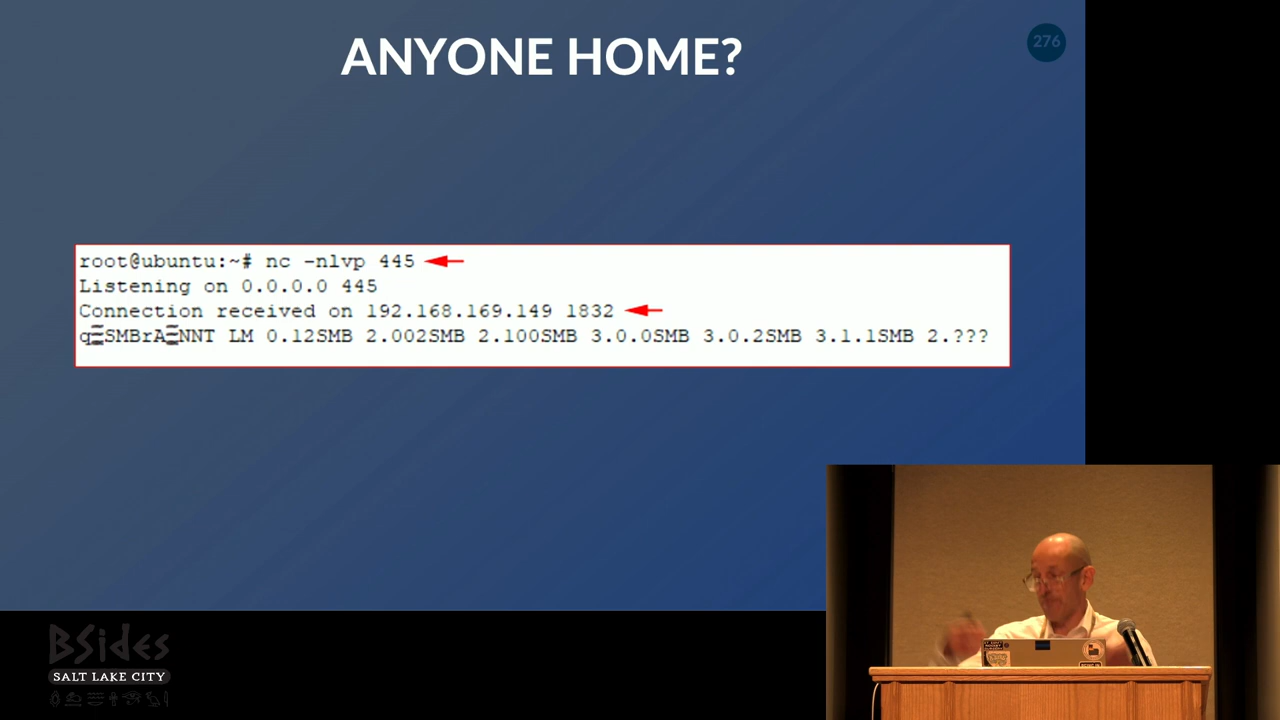 ANYONE HOME?
276
root@ubuntu:~# nc -nlvp 445
Listening on 0.0.0.0 445
Connection received on 192.168.169.149 1832
SMBrA NNT LM 0.12SMB 2.002SMB 2.100SMB 3.0.0SMB 3.0.2SMB 3.1.1SMB 2.???
BSides
SALT LAKE CITY